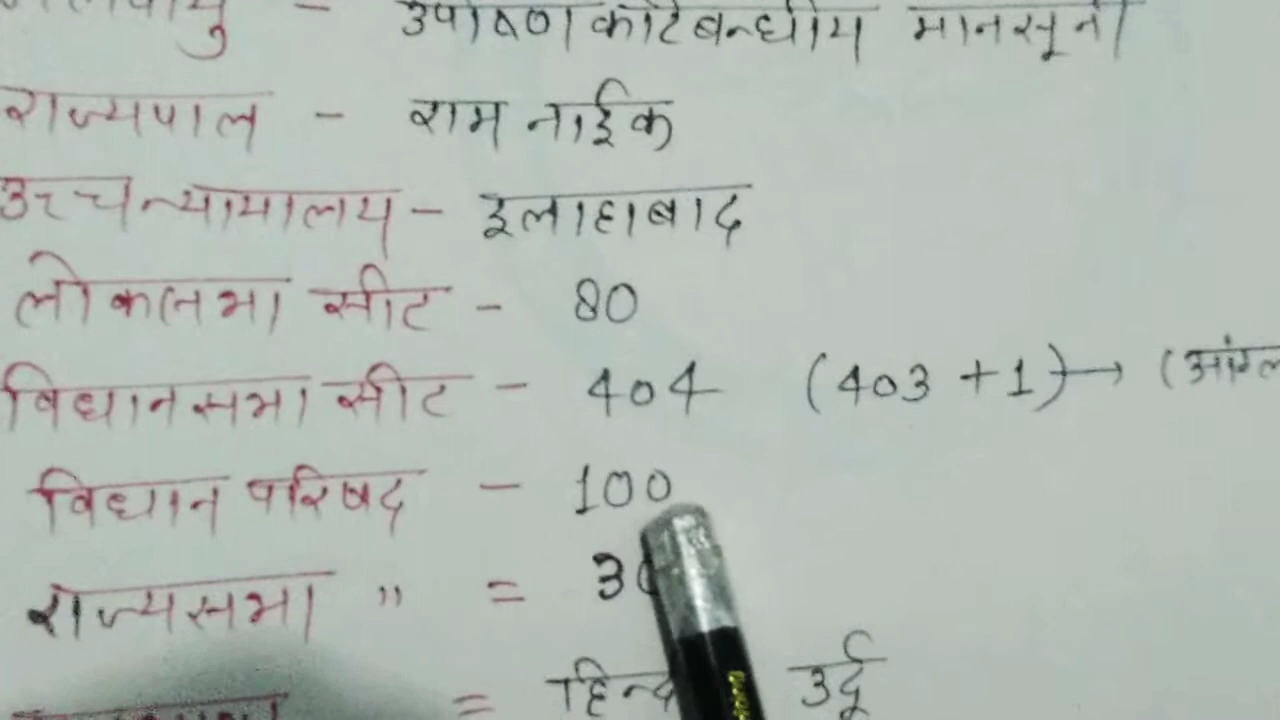 जलवायु - उपोष्ण कटिबन्धीय मानसूनी
राज्यपाल - राम नाईक
उच्च न्यायालय - इलाहाबाद
लोकसभा सीट - 80
विधानसभा सीट - 404 (403 + 1) → (आंग्ल
विधान परिषद - 100
राज्यसभा " =
= उर्दू